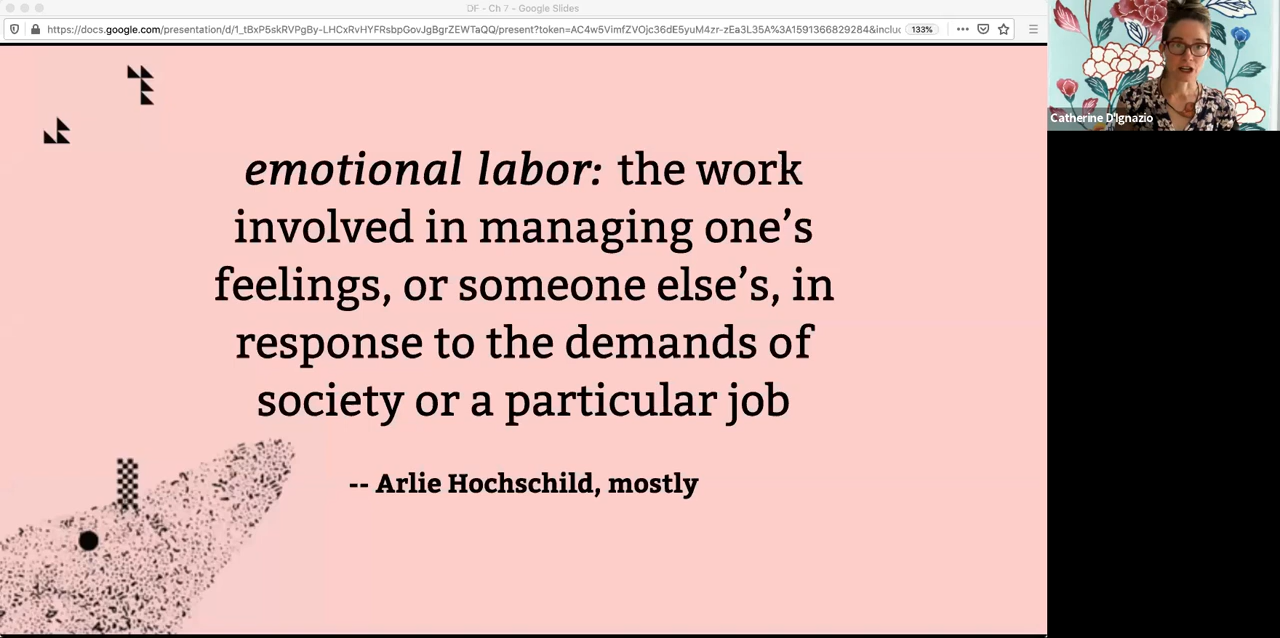 DF - Ch 7 - Google Slides
https://docs.google.com/presentation/d/1_tBxP5skRVPgBy-LHCxRvHYFRsbpGovJgBgrZEWTaQQ/present?token=AC4w5VimfZVOjc36dE5yuM4zr-zEa3L35A%3A1591366829284&incluc
133%
Catherine D'Ignazio
emotional labor: the work
involved in managing one’s
feelings, or someone else’s, in
response to the demands of
society or a particular job
-- Arlie Hochschild, mostly